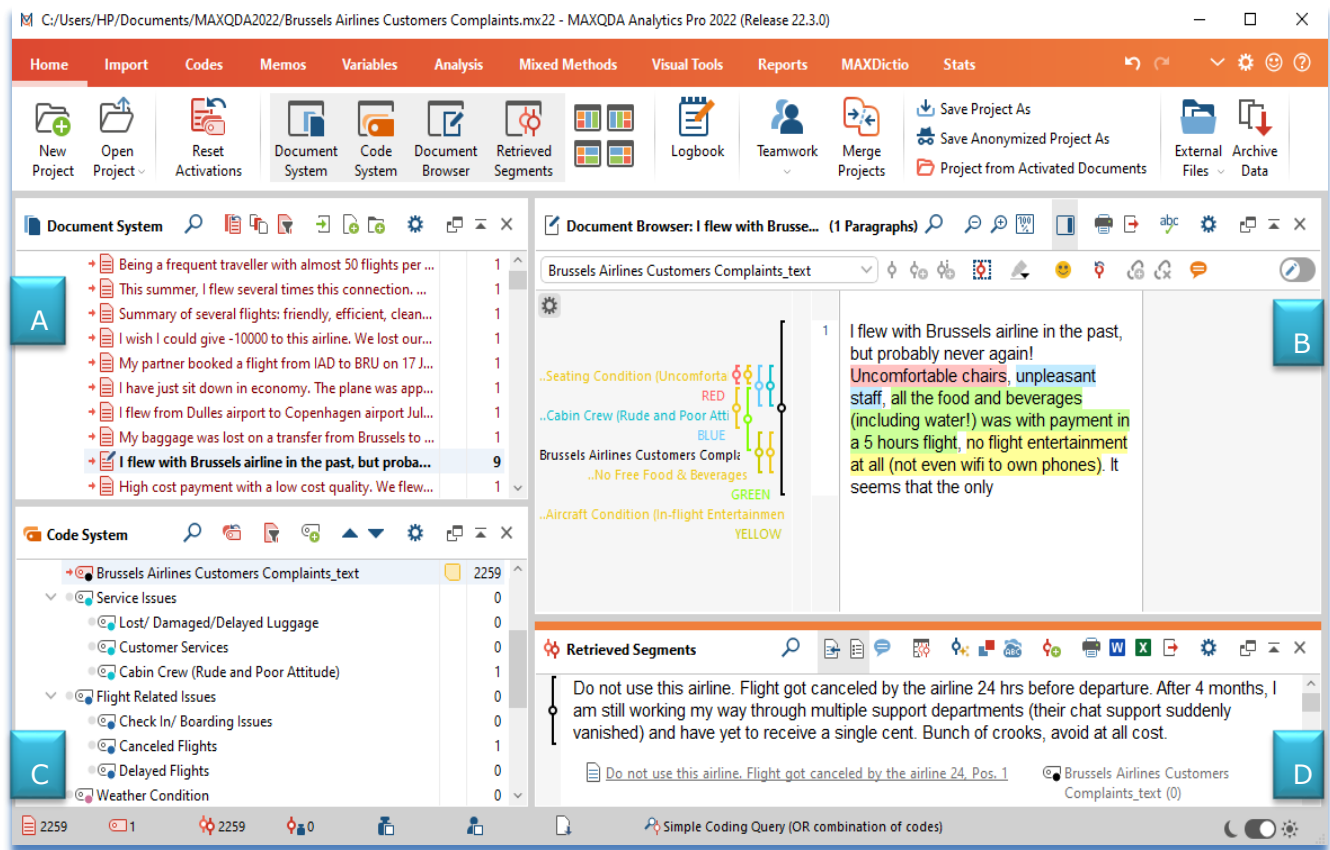 C:/Users/HP/Documents/MAXQDA2022/Brussels Airlines Customers Complaints.mx22 - MAXQDA Analytics Pro 2022 (Release 22.3.0)
Home Import Codes Memos Variables Analysis Mixed Methods Visual Tools Reports MAXDictio Stats
New Project
Open Project
Reset Activations
Document System
Code System
Document Browser
Retrieved Segments
Logbook
Teamwork
Merge Projects
Save Project As
Save Anonymized Project As
Project from Activated Documents
External Files
Archive Data
Document System
Being a frequent traveller with almost 50 flights per ... 1
This summer, I flew several times this connection. ... 1
Summary of several flights: friendly, efficient, clean... 1
I wish I could give -10000 to this airline. We lost our... 1
My partner booked a flight from IAD to BRU on 17 J... 1
I have just sit down in economy. The plane was app... 1
I flew from Dulles airport to Copenhagen airport Jul... 1
My baggage was lost on a transfer from Brussels to ... 1
I flew with Brussels airline in the past, but proba... 9
High cost payment with a low cost quality. We flew... 1
A
Document Browser: I flew with Brusse... (1 Paragraphs)
100 %
abc
Brussels Airlines Customers Complaints_text
..Seating Condition (Uncomforta
RED
..Cabin Crew (Rude and Poor Atti
BLUE
Brussels Airlines Customers Compla
..No Free Food & Beverages
GREEN
..Aircraft Condition (In-flight Entertainmen
YELLOW
1
I flew with Brussels airline in the past,
but probably never again!
Uncomfortable chairs, unpleasant
staff, all the food and beverages
(including water!) was with payment in
a 5 hours flight, no flight entertainment
at all (not even wifi to own phones). It
seems that the only
B
Code System
Brussels Airlines Customers Complaints_text 2259
Service Issues 0
Lost/ Damaged/Delayed Luggage 0
Customer Services 0
Cabin Crew (Rude and Poor Attitude) 1
Flight Related Issues 0
Check In/ Boarding Issues 0
Canceled Flights 1
Delayed Flights 0
Weather Condition 0
C
Retrieved Segments
ABC
W
X
Do not use this airline. Flight got canceled by the airline 24 hrs before departure. After 4 months, I
am still working my way through multiple support departments (their chat support suddenly
vanished) and have yet to receive a single cent. Bunch of crooks, avoid at all cost.
Do not use this airline. Flight got canceled by the airline 24, Pos. 1
Brussels Airlines Customers
Complaints_text (0)
D
2259 1 2259 0 Simple Coding Query (OR combination of codes)